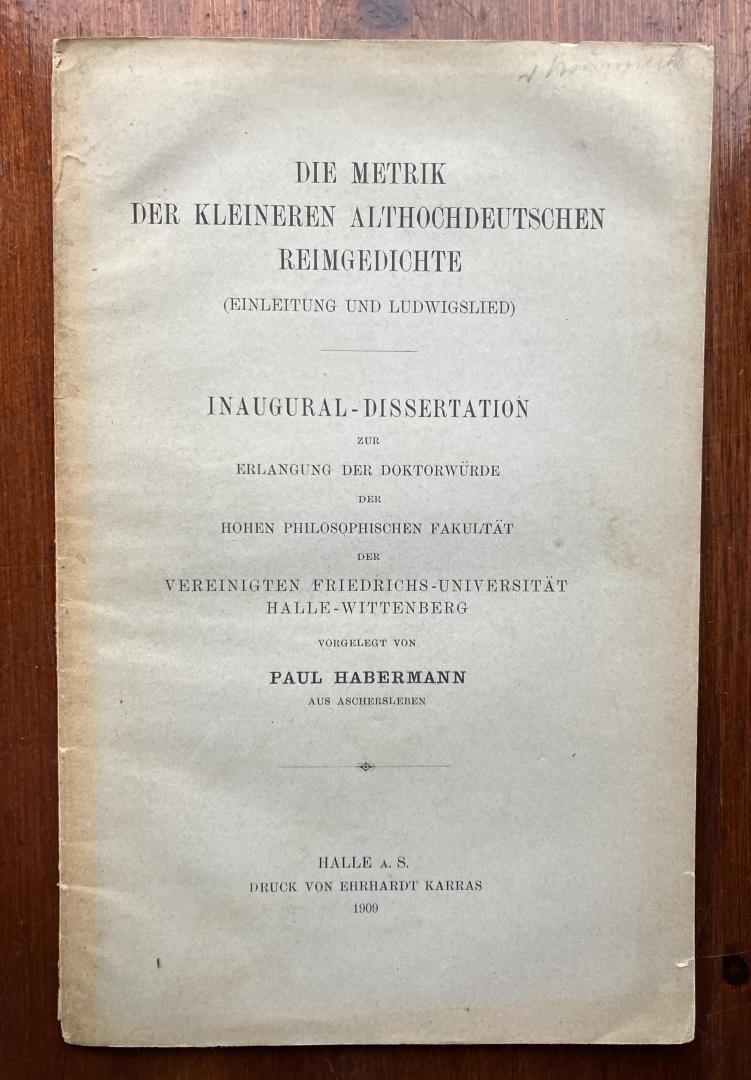 DIE METRIK
DER KLEINEREN ALTHOCHDEUTSCHEN
REIMGEDICHTE
(EINLEITUNG UND LUDWIGSLIED)
INAUGURAL-DISSERTATION
ZUR
ERLANGUNG DER DOKTORWÜRDE
DER
HOHEN PHILOSOPHISCHEN FAKULTÄT
DER
VEREINIGTEN FRIEDRICHS-UNIVERSITÄT
HALLE-WITTENBERG
VORGELEGT VON
PAUL HABERMANN
AUS ASCHERSLEBEN
HALLE A. S.
DRUCK VON EHRHARDT KARRAS
1909